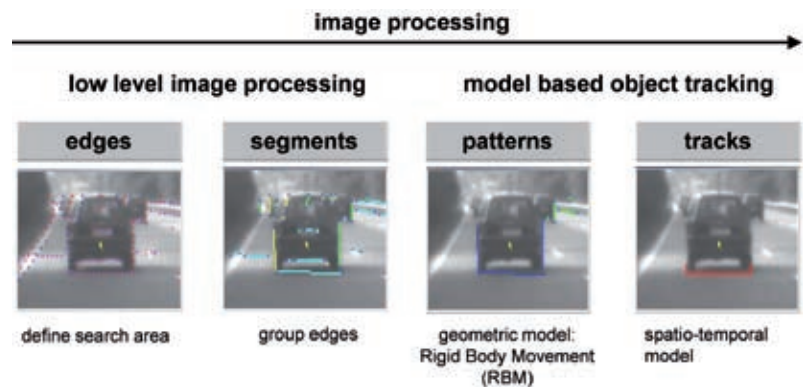 image processing
low level image processing
model based object tracking
edges
segments
patterns
tracks
define search area
group edges
geometric model:
Rigid Body Movement
(RBM)
spatio-temporal
model